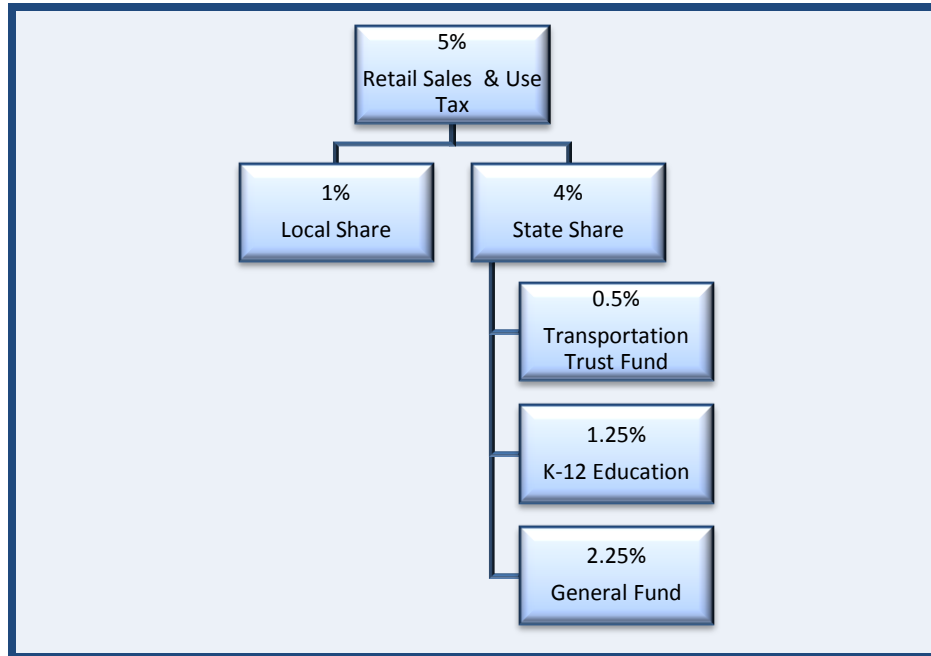 5%
Retail Sales & Use
Tax
1%
Local Share
4%
State Share
0.5%
Transportation
Trust Fund
1.25%
K-12 Education
2.25%
General Fund